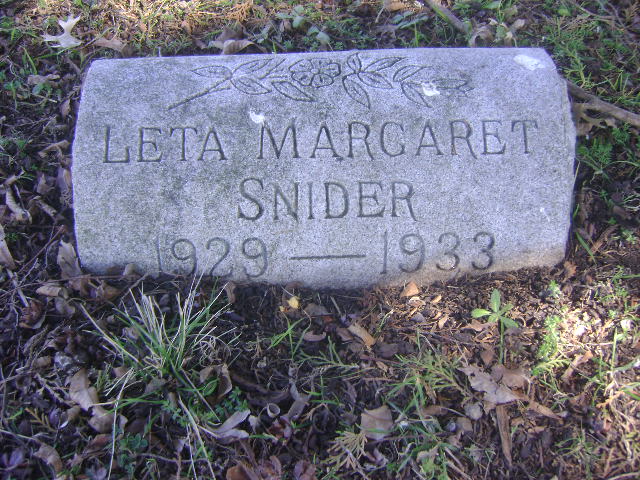 LETA MARGARET
SNIDER
1929 — 1933